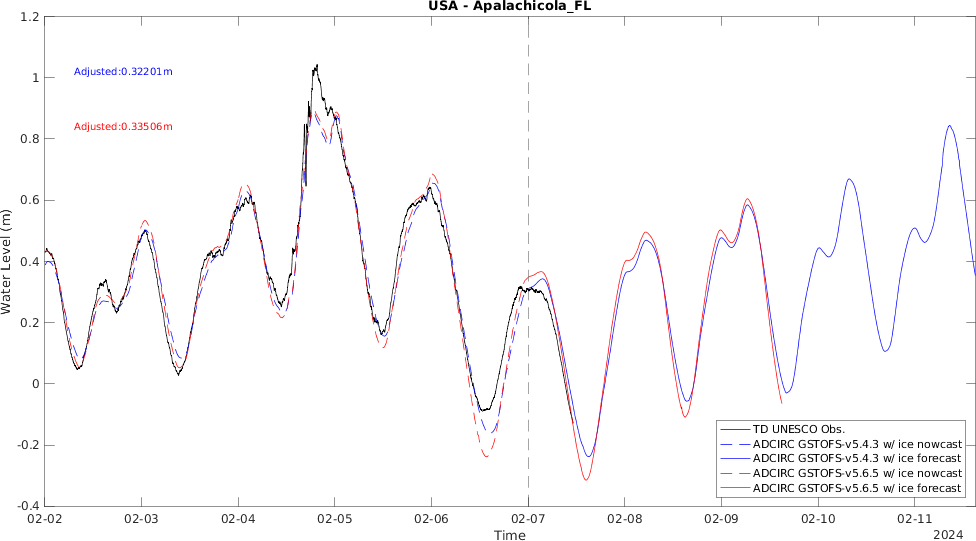 USA - Apalachicola_FL
1.2
1
0.8
0.6
0.4
0.2
0
-0.2
-0.4
Water Level (m)
Adjusted:0.32201m
Adjusted:0.33506m
TD UNESCO Obs.
ADCIRC GSTOFS-v5.4.3 w/ ice nowcast
ADCIRC GSTOFS-v5.4.3 w/ ice forecast
ADCIRC GSTOFS-v5.6.5 w/ ice nowcast
ADCIRC GSTOFS-v5.6.5 w/ ice forecast
02-02 02-03 02-04 02-05 02-06 02-07 02-08 02-09 02-10 02-11
Time
2024